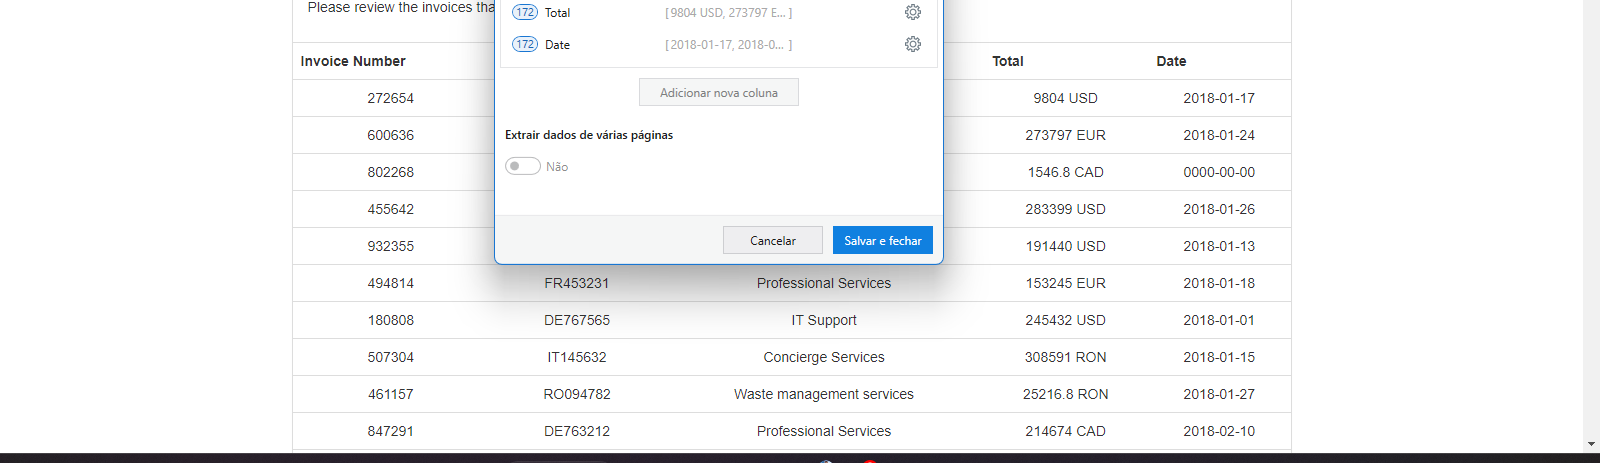 Please review the invoices tha
172 Total [ 9804 USD, 273797 E... ]
172 Date [ 2018-01-17, 2018-0... ]
Invoice Number Total Date
Adicionar nova coluna
272654 9804 USD 2018-01-17
Extrair dados de várias páginas
600636 273797 EUR 2018-01-24
Não
802268 1546.8 CAD 0000-00-00
455642 283399 USD 2018-01-26
Cancelar Salvar e fechar
932355 191440 USD 2018-01-13
494814 FR453231 Professional Services 153245 EUR 2018-01-18
180808 DE767565 IT Support 245432 USD 2018-01-01
507304 IT145632 Concierge Services 308591 RON 2018-01-15
461157 RO094782 Waste management services 25216.8 RON 2018-01-27
847291 DE763212 Professional Services 214674 CAD 2018-02-10